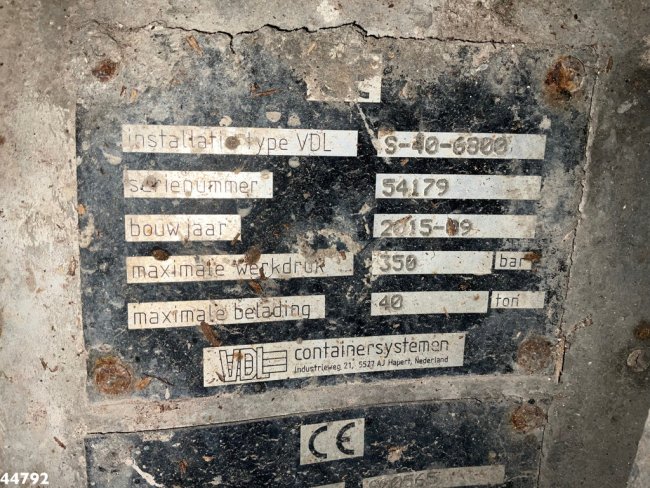 installatie type VDL S-40-6800
serienummer 54179
bouwjaar 2015-09
maximale werkdruk 350 bar
maximale belading 40 ton
VDL containersystemen
Industrieweg 21, 5527 AJ Hapert, Nederland
CE
44792